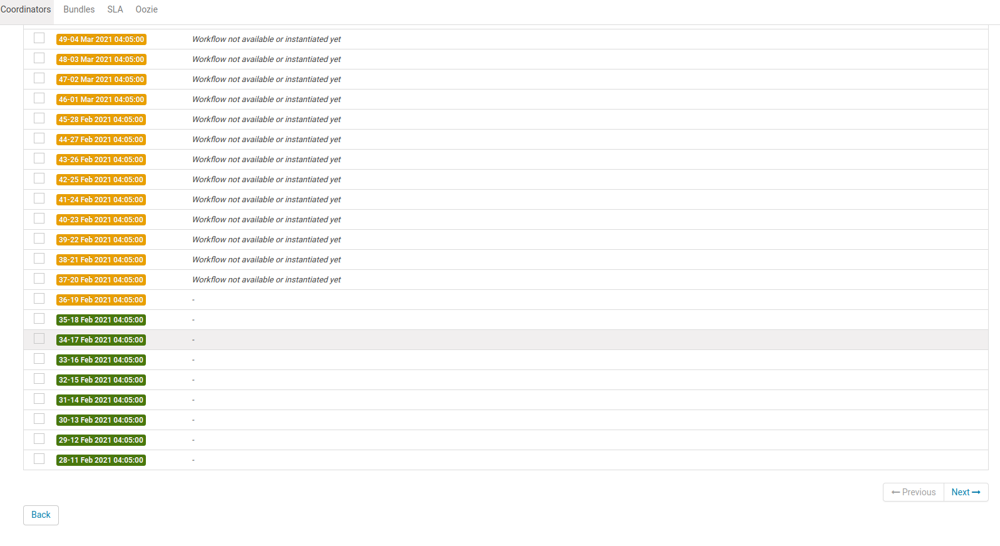 Coordinators Bundles SLA Oozie
49-04 Mar 2021 04:05:00 Workflow not available or instantiated yet
48-03 Mar 2021 04:05:00 Workflow not available or instantiated yet
47-02 Mar 2021 04:05:00 Workflow not available or instantiated yet
46-01 Mar 2021 04:05:00 Workflow not available or instantiated yet
45-28 Feb 2021 04:05:00 Workflow not available or instantiated yet
44-27 Feb 2021 04:05:00 Workflow not available or instantiated yet
43-26 Feb 2021 04:05:00 Workflow not available or instantiated yet
42-25 Feb 2021 04:05:00 Workflow not available or instantiated yet
41-24 Feb 2021 04:05:00 Workflow not available or instantiated yet
40-23 Feb 2021 04:05:00 Workflow not available or instantiated yet
39-22 Feb 2021 04:05:00 Workflow not available or instantiated yet
38-21 Feb 2021 04:05:00 Workflow not available or instantiated yet
37-20 Feb 2021 04:05:00 Workflow not available or instantiated yet
36-19 Feb 2021 04:05:00 -
35-18 Feb 2021 04:05:00 -
34-17 Feb 2021 04:05:00 -
33-16 Feb 2021 04:05:00 -
32-15 Feb 2021 04:05:00 -
31-14 Feb 2021 04:05:00 -
30-13 Feb 2021 04:05:00 -
29-12 Feb 2021 04:05:00 -
28-11 Feb 2021 04:05:00 -
← Previous Next →
Back